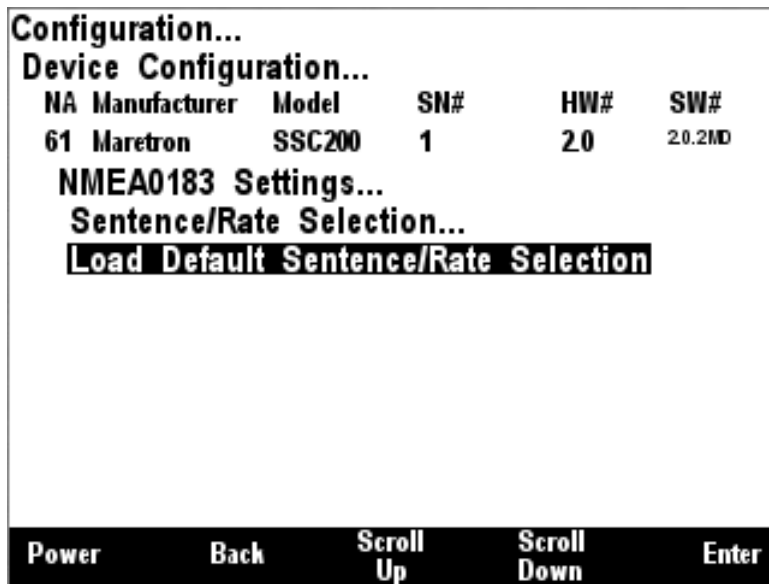 Configuration...
Device Configuration...
NA Manufacturer Model SN# HW# SW#
61 Maretron SSC200 1 2.0 2.0.2MD
NMEA0183 Settings...
Sentence/Rate Selection...
Load Default Sentence/Rate Selection
Power Back Scroll Up Scroll Down Enter